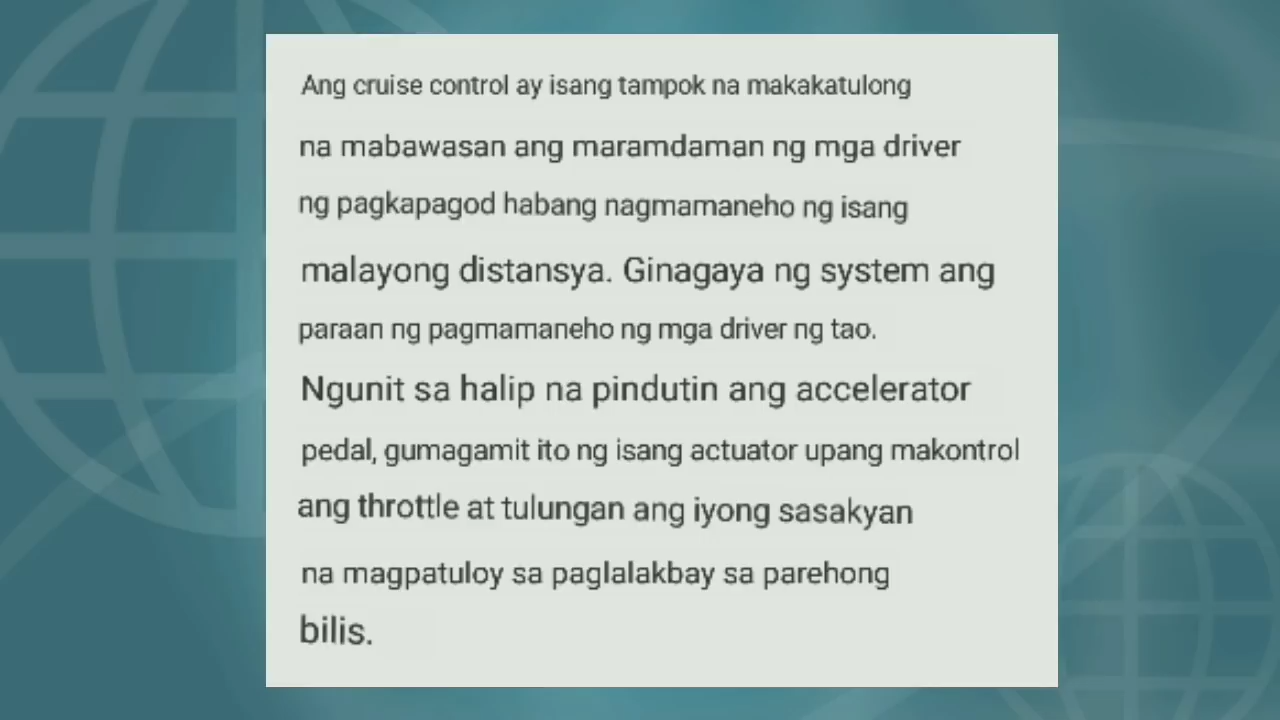 Ang cruise control ay isang tampok na makakatulong
na mabawasan ang maramdaman ng mga driver
ng pagkapagod habang nagmamaneho ng isang
malayong distansya. Ginagaya ng system ang
paraan ng pagmamaneho ng mga driver ng tao.
Ngunit sa halip na pindutin ang accelerator
pedal, gumagamit ito ng isang actuator upang makontrol
ang throttle at tulungan ang iyong sasakyan
na magpatuloy sa paglalakbay sa parehong
bilis.